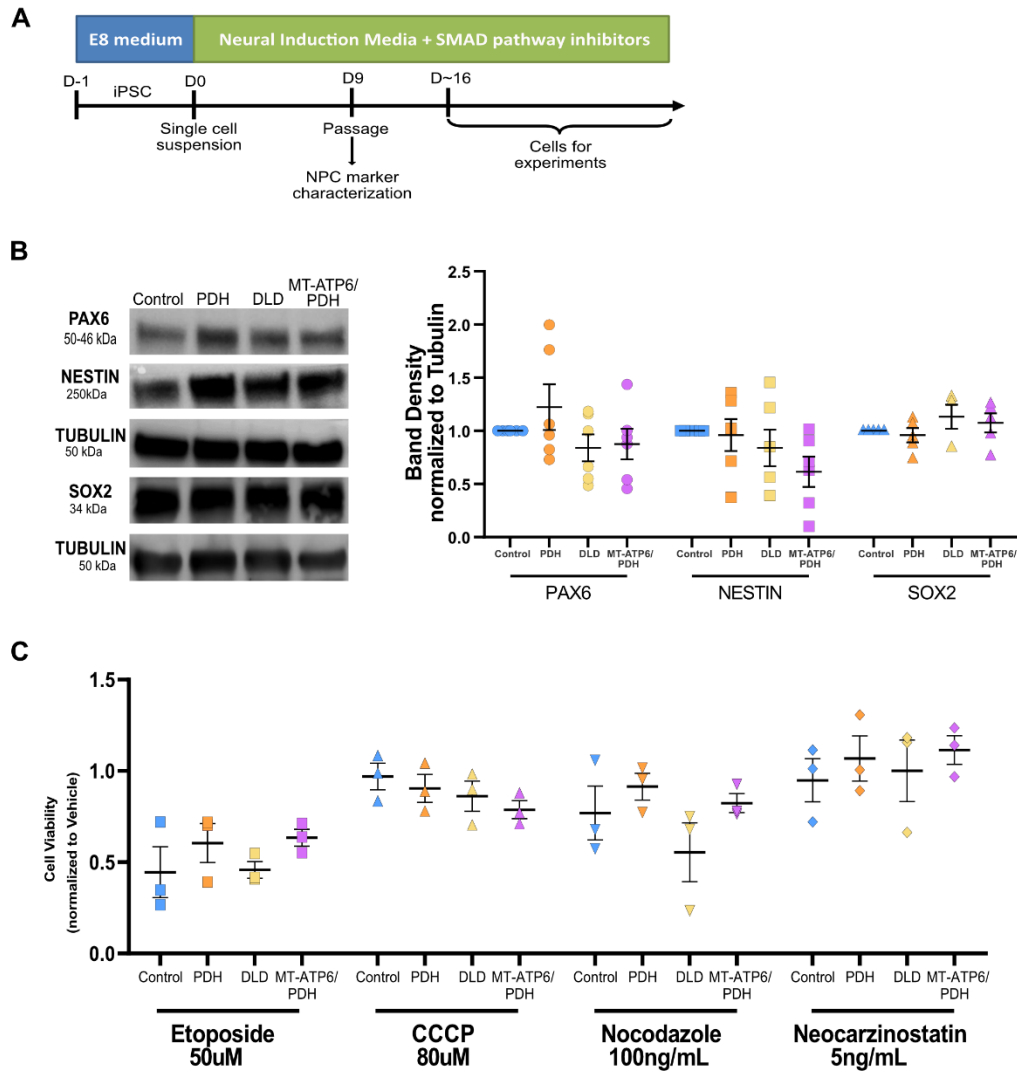 A
E8 medium
Neural Induction Media + SMAD pathway inhibitors
D-1
iPSC
D0
D9
D~16
Single cell
suspension
Passage
Cells for
experiments
NPC marker
characterization
B
Control PDH DLD MT-ATP6/
PDH
PAX6
50-46 kDa
NESTIN
250kDa
TUBULIN
50 kDa
SOX2
34 kDa
TUBULIN
50 kDa
Band Density
normalized to Tubulin
2.5
2.0
1.5
1.0
0.5
0.0
Control PDH DLD MT-ATP6/
PDH
Control PDH DLD MT-ATP6/
PDH
Control PDH DLD MT-ATP6/
PDH
PAX6 NESTIN SOX2
C
Cell Viability
(normalized to Vehicle)
1.5
1.0
0.5
0.0
Control PDH DLD MT-ATP6/
PDH
Control PDH DLD MT-ATP6/
PDH
Control PDH DLD MT-ATP6/
PDH
Control PDH DLD MT-ATP6/
PDH
Etoposide
50uM
CCCP
80uM
Nocodazole
100ng/mL
Neocarzinostatin
5ng/mL